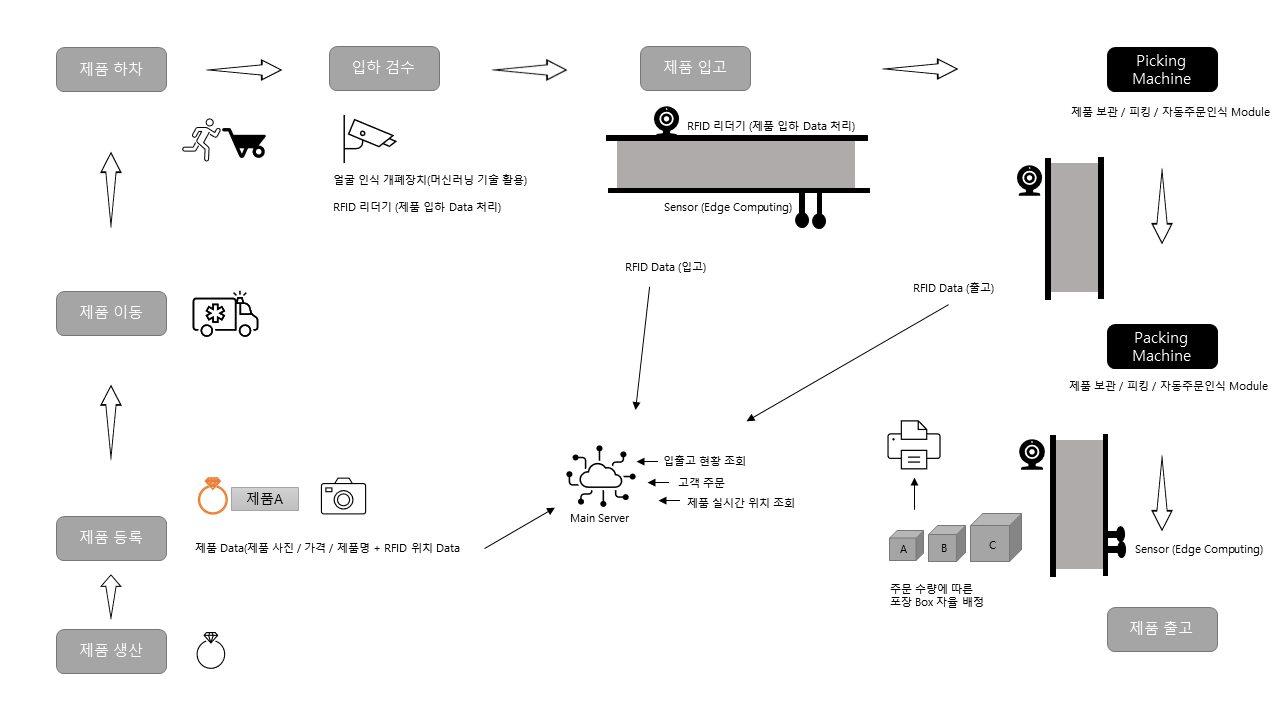 제품 하차
입하 검수
제품 입고
Picking
Machine
제품 보관 / 피킹 / 자동주문인식 Module
RFID 리더기 (제품 입하 Data 처리)
얼굴 인식 개폐장치(머신러닝 기술 활용)
RFID 리더기 (제품 입하 Data 처리)
Sensor (Edge Computing)
RFID Data (입고)
RFID Data (출고)
제품 이동
Packing
Machine
제품 보관 / 피킹 / 자동주문인식 Module
입출고 현황 조회
고객 주문
제품 실시간 위치 조회
Main Server
제품A
제품 등록
제품 Data(제품 사진 / 가격 / 제품명 + RFID 위치 Data
A
B
C
Sensor (Edge Computing)
주문 수량에 따른
포장 Box 자율 배정
제품 생산
제품 출고